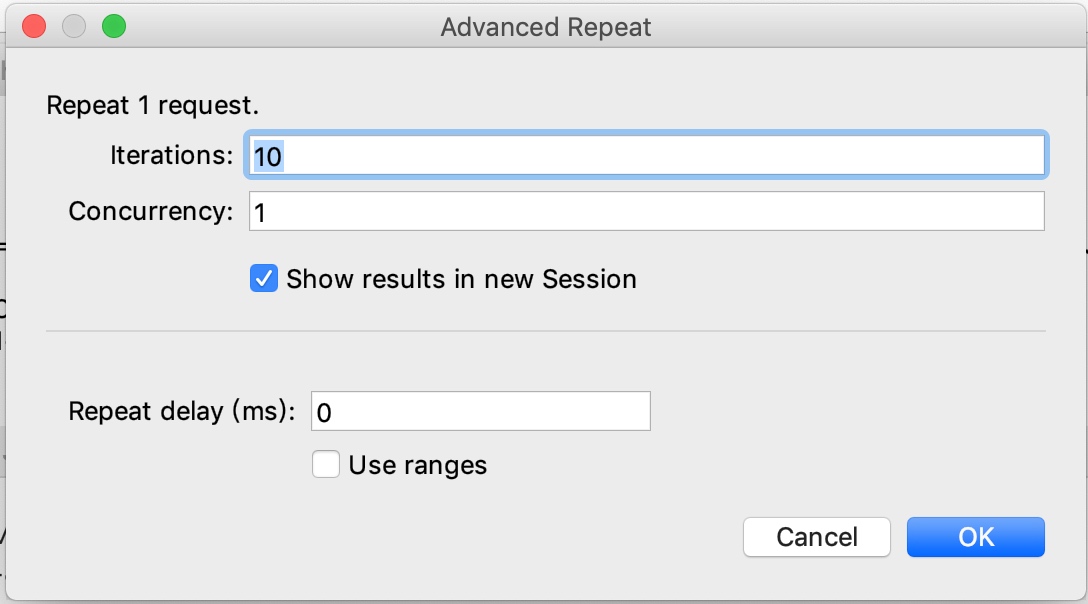 Advanced Repeat
Repeat 1 request.
Iterations: 10
Concurrency: 1
Show results in new Session
Repeat delay (ms): 0
Use ranges
Cancel OK